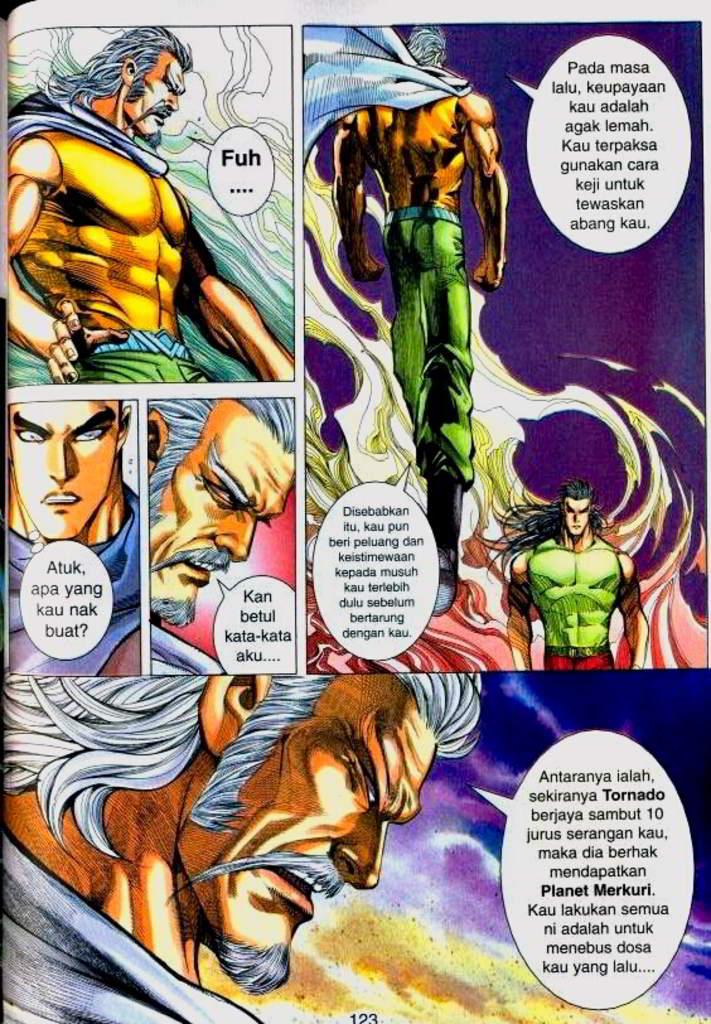 Fuh
....
Pada masa
lalu, keupayaan
kau adalah
agak lemah.
Kau terpaksa
gunakan cara
keji untuk
tewaskan
abang kau.
Disebabkan
itu, kau pun
beri peluang dan
keistimewaan
kepada musuh
kau terlebih
dulu sebelum
bertarung
dengan kau.
Atuk,
apa yang
kau nak
buat?
Kan
betul
kata-kata
aku....
Antaranya ialah,
sekiranya Tornado
berjaya sambut 10
jurus serangan kau,
maka dia berhak
mendapatkan
Planet Merkuri.
Kau lakukan semua
ni adalah untuk
menebus dosa
kau yang lalu....
123